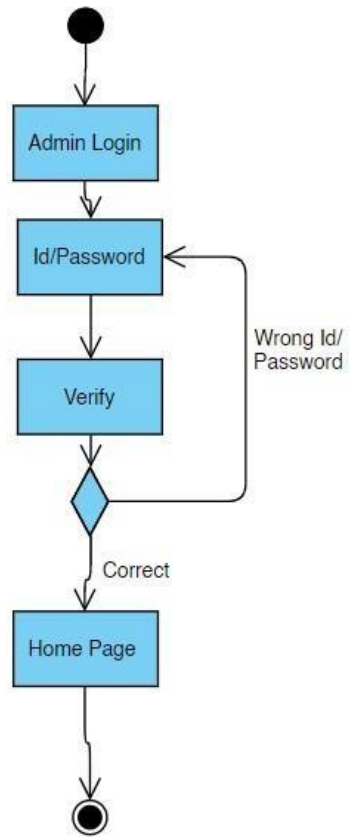 Admin Login
Id/Password
Wrong Id/
Password
Verify
Correct
Home Page